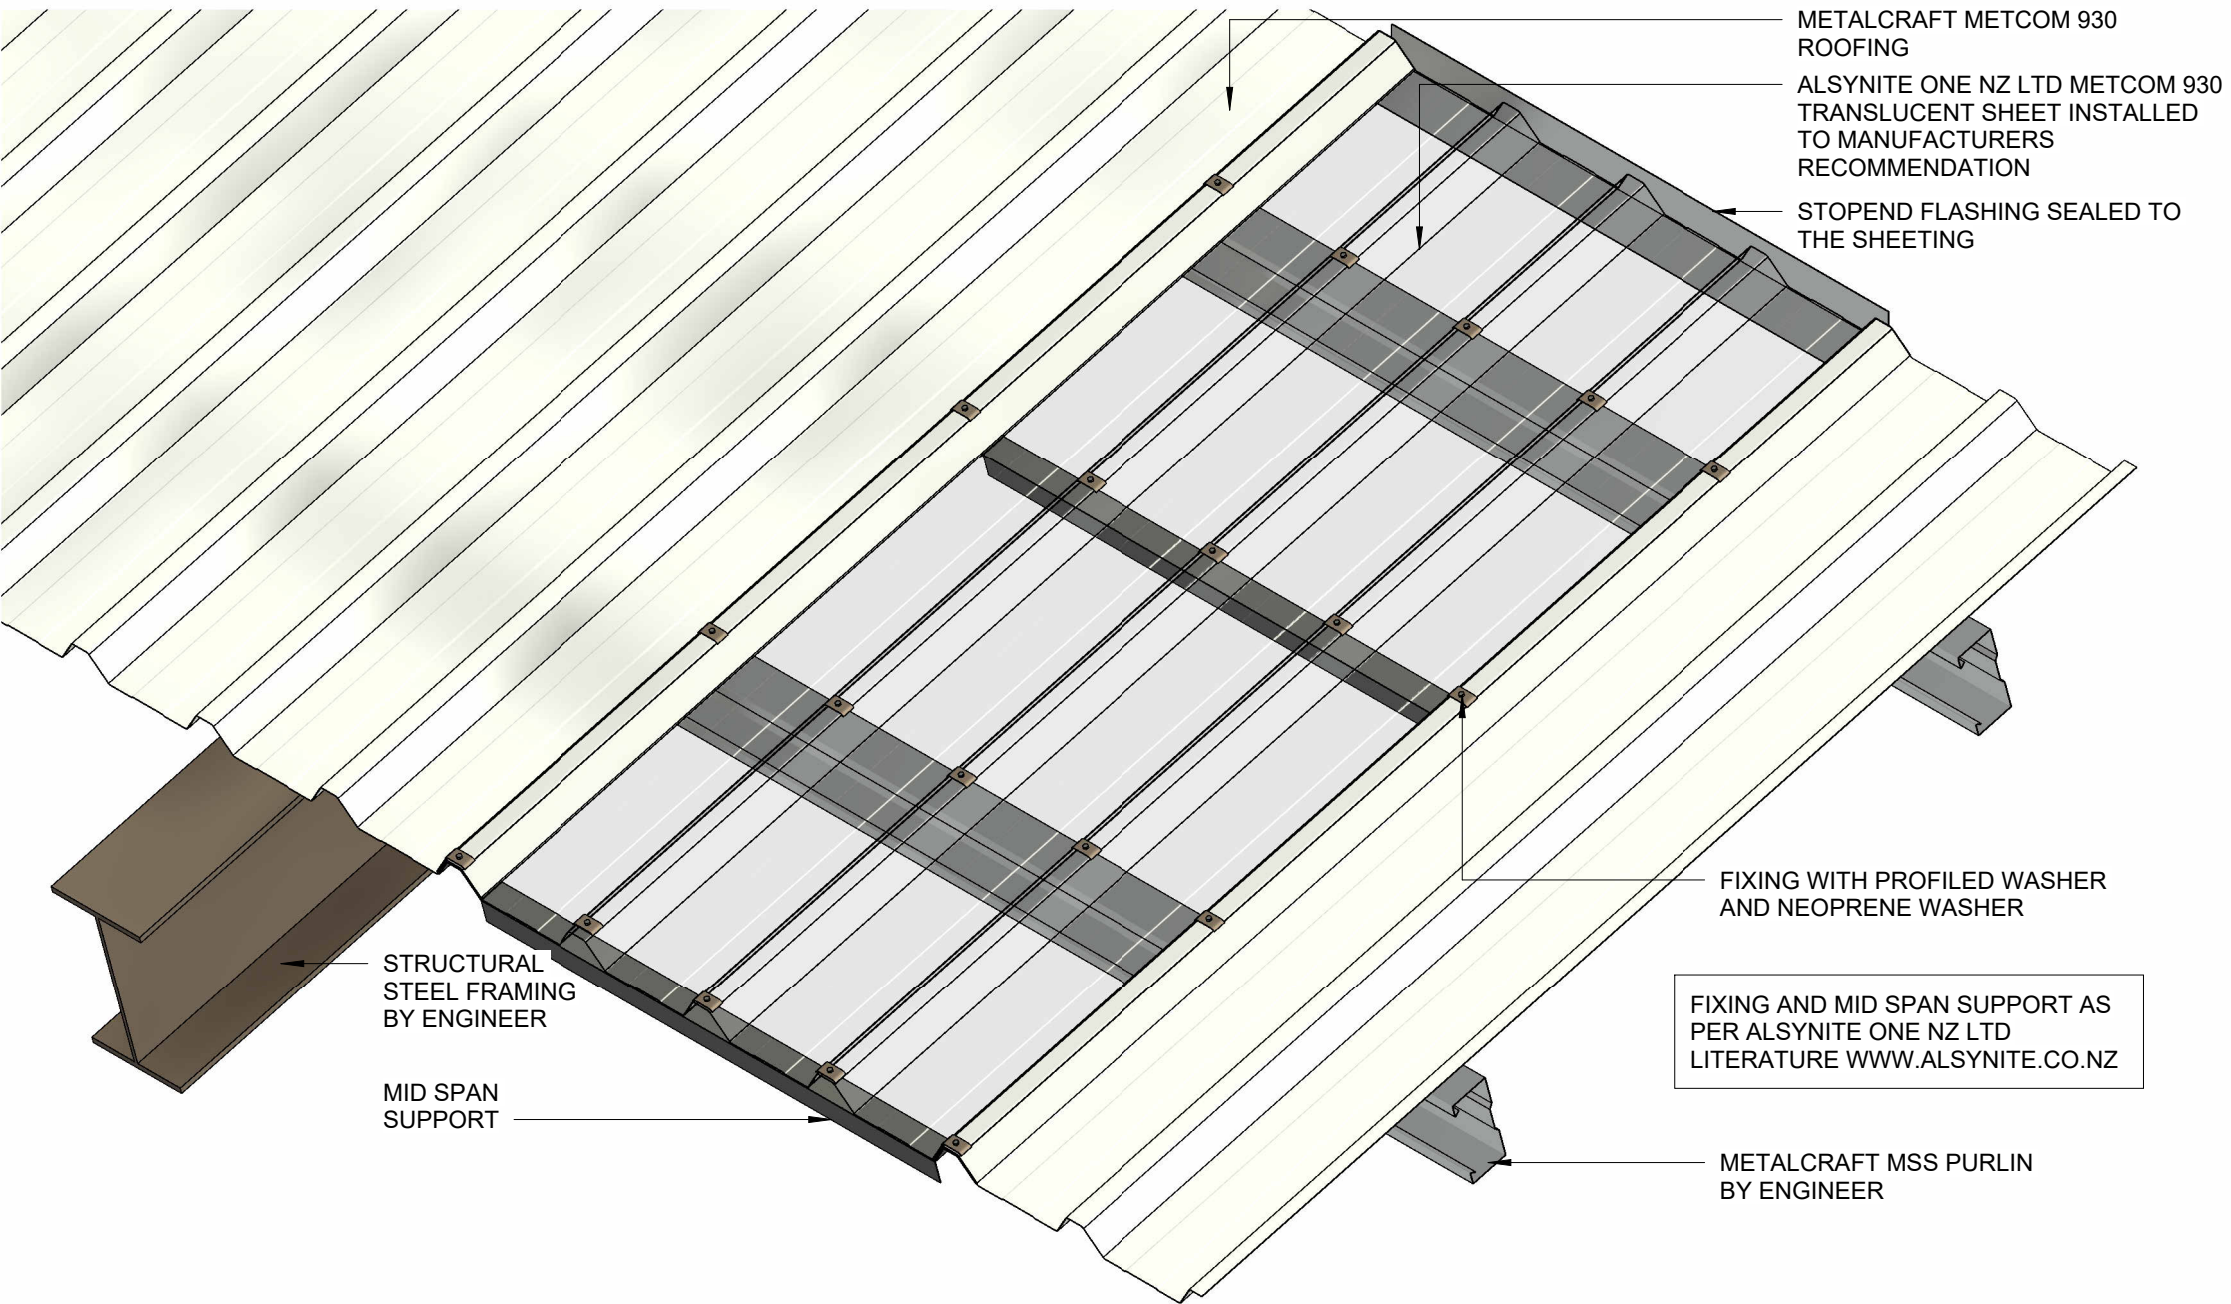 METALCRAFT METCOM 930
ROOFING
ALSYNITE ONE NZ LTD METCOM 930
TRANSLUCENT SHEET INSTALLED
TO MANUFACTURERS
RECOMMENDATION
STOPEND FLASHING SEALED TO
THE SHEETING
FIXING WITH PROFILED WASHER
AND NEOPRENE WASHER
STRUCTURAL
STEEL FRAMING
BY ENGINEER
FIXING AND MID SPAN SUPPORT AS
PER ALSYNITE ONE NZ LTD
LITERATURE WWW.ALSYNITE.CO.NZ
MID SPAN
SUPPORT
METALCRAFT MSS PURLIN
BY ENGINEER